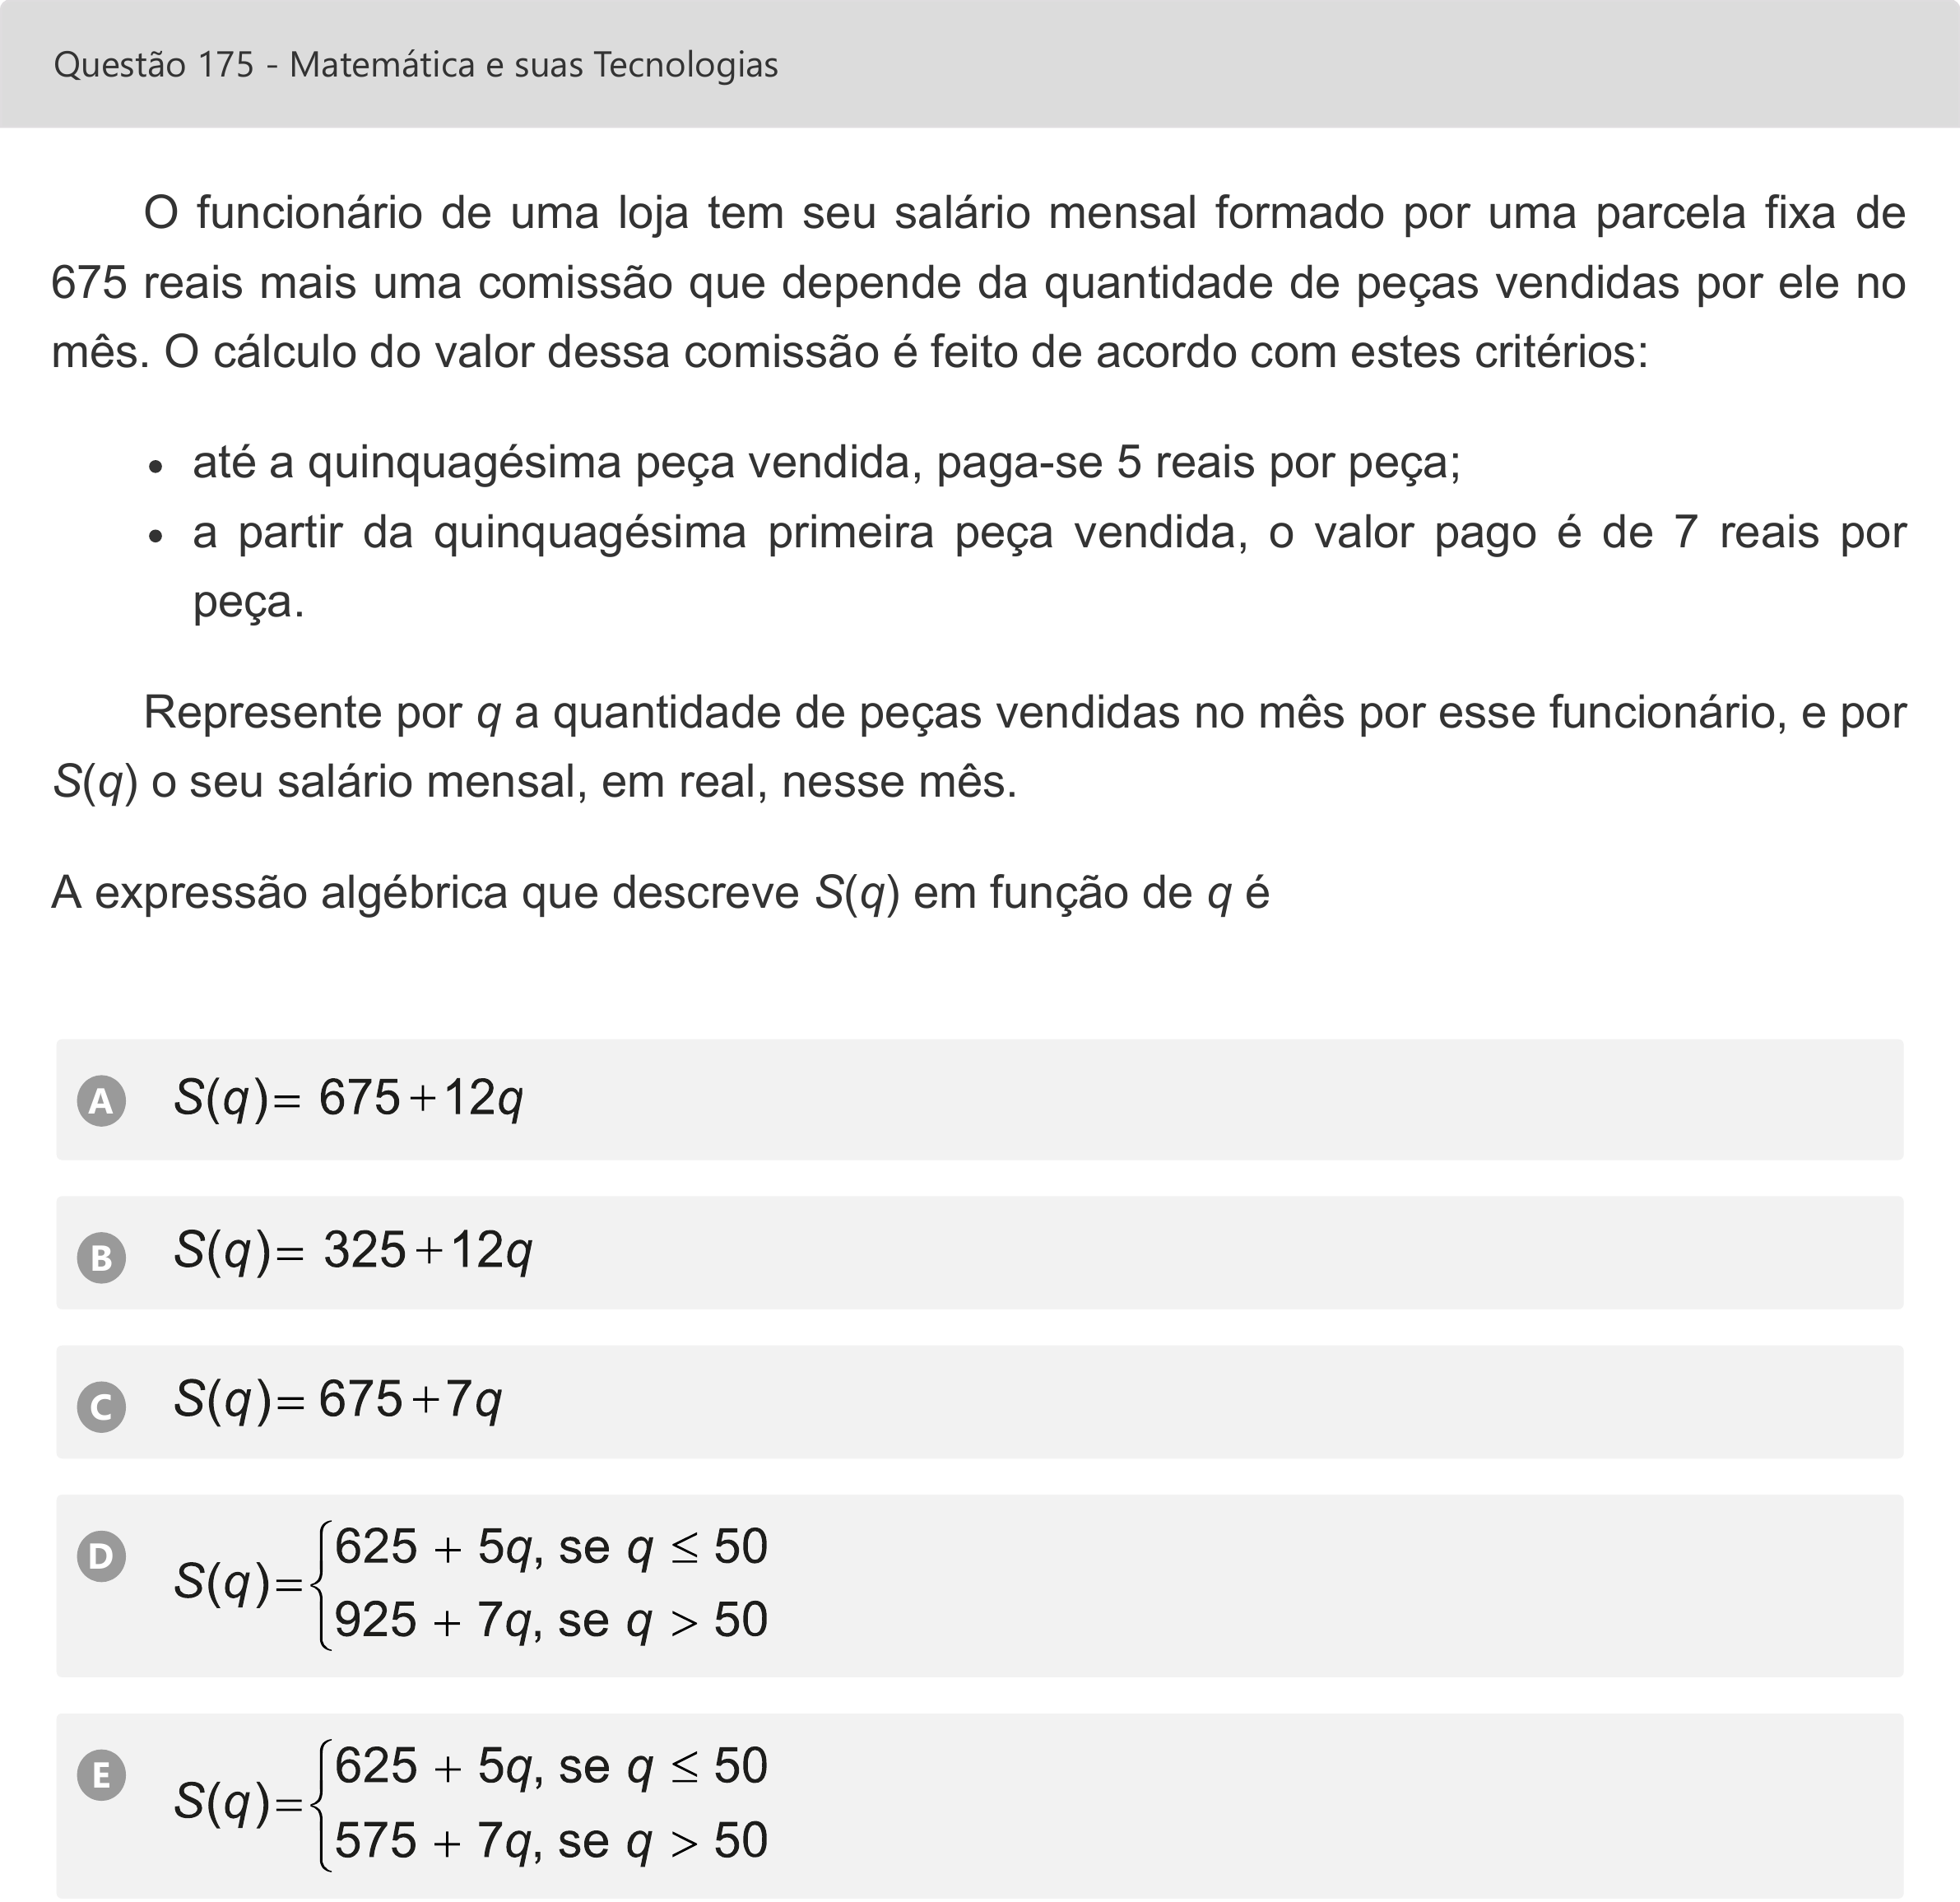 Questão 175 - Matemática e suas Tecnologias
O funcionário de uma loja tem seu salário mensal formado por uma parcela fixa de
675 reais mais uma comissão que depende da quantidade de peças vendidas por ele no
mês. O cálculo do valor dessa comissão é feito de acordo com estes critérios:
• até a quinquagésima peça vendida, paga-se 5 reais por peça;
• a partir da quinquagésima primeira peça vendida, o valor pago é de 7 reais por
peça.
Represente por q a quantidade de peças vendidas no mês por esse funcionário, e por
S(q) o seu salário mensal, em real, nesse mês.
A expressão algébrica que descreve S(q) em função de q é
A S(q)= 675+12q
B S(q)= 325+12q
C S(q)= 675+7q
D S(q)={625 + 5q, se q ≤ 50
925 + 7q, se q > 50
E S(q)={625 + 5q, se q ≤ 50
575 + 7q, se q > 50